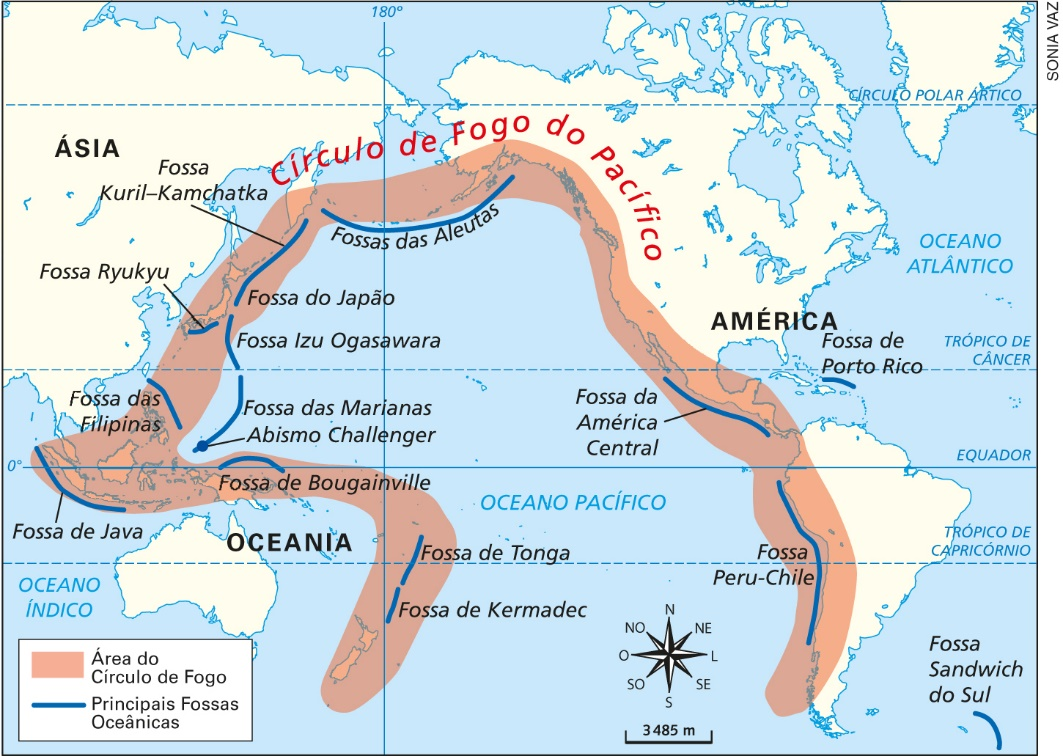 SONIA VAZ
180°
CÍRCULO POLAR ÁRTICO
ÁSIA
Círculo de Fogo do Pacífico
Fossa
Kuril–Kamchatka
Fossas das Aleutas
OCEANO
ATLÂNTICO
Fossa Ryukyu
Fossa do Japão
AMÉRICA
Fossa Izu Ogasawara
Fossa de
Porto Rico
TRÓPICO DE
CÂNCER
Fossa das
Filipinas
Fossa das Marianas
Abismo Challenger
Fossa da
América
Central
0°
EQUADOR
Fossa de Bougainville
OCEANO PACÍFICO
Fossa de Java
OCEANIA
Fossa de Tonga
Fossa
Peru-Chile
TRÓPICO DE
CAPRICÓRNIO
OCEANO
ÍNDICO
Fossa de Kermadec
N
NO
NE
O
L
SO
SE
S
3 485 m
Fossa
Sandwich
do Sul
Área do
Círculo de Fogo
Principais Fossas
Oceânicas